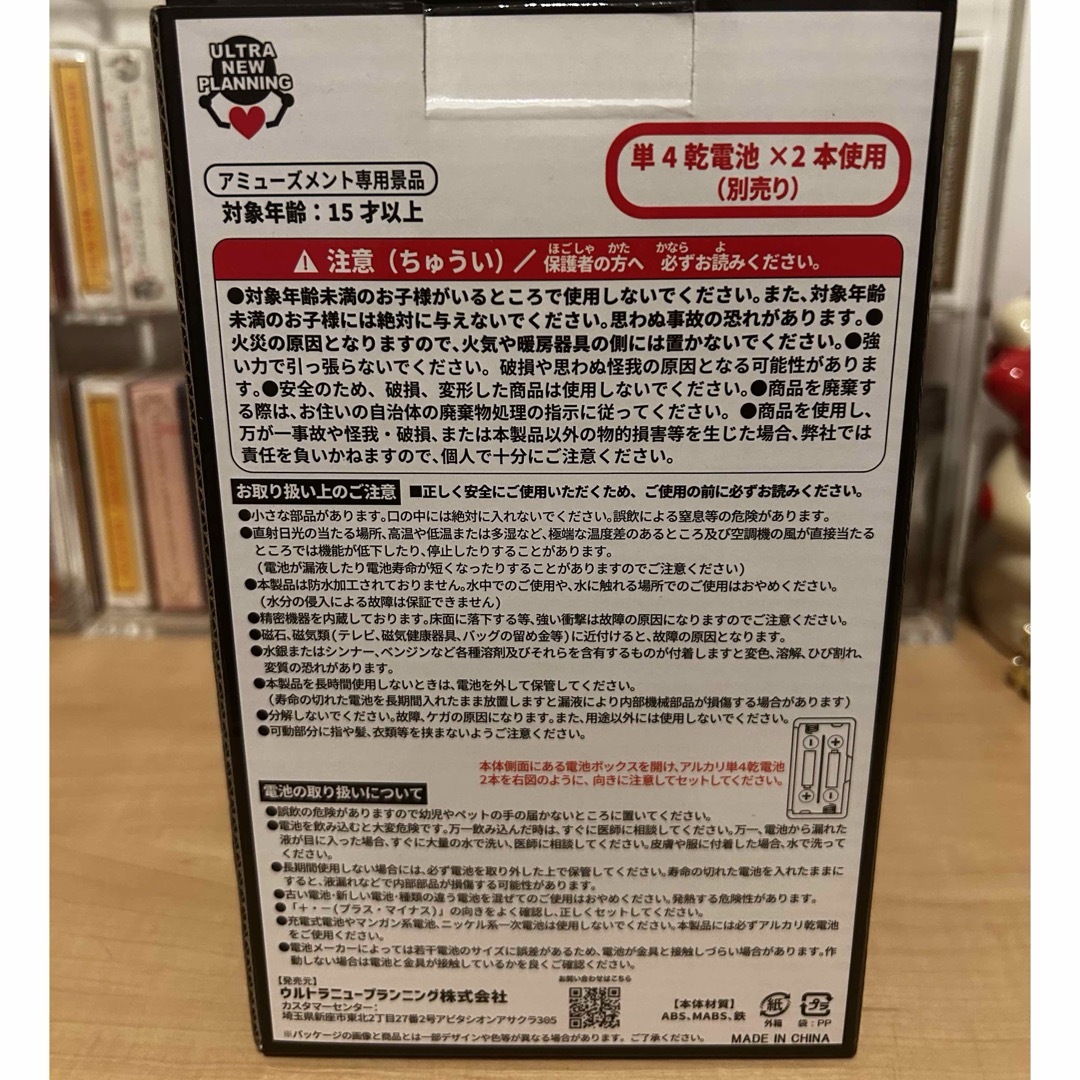 ULTRA
NEW
PLANNING
単4乾電池×2本使用
(別売り)
アミューズメント専用景品
対象年齢：15才以上
注意（ちゅうい）／保護者の方へ 必ずお読みください。
ほごしゃ かた かなら よ
●対象年齢未満のお子様がいるところで使用しないでください。また、対象年齢
未満のお子様には絶対に与えないでください。思わぬ事故の恐れがあります。●
火災の原因となりますので、火気や暖房器具の側には置かないでください。●強
い力で引っ張らないでください。破損や思わぬ怪我の原因となる可能性がありま
す。●安全のため、破損、変形した商品は使用しないでください。●商品を廃棄す
る際は、お住いの自治体の廃棄物処理の指示に従ってください。●商品を使用し、
万が一事故や怪我・破損、または本製品以外の物的損害等を生じた場合、弊社では
責任を負いかねますので、個人で十分にご注意ください。
お取り扱い上のご注意 ■正しく安全にご使用いただくため、ご使用の前に必ずお読みください。
●小さな部品があります。口の中には絶対に入れないでください。誤飲による窒息等の危険があります。
●直射日光の当たる場所、高温や低温または多湿など、極端な温度差のあるところ及び空調機の風が直接当たる
ところでは機能が低下したり、停止したりすることがあります。
（電池が漏液したり電池寿命が短くなったりすることがありますのでご注意ください）
●本製品は防水加工されておりません。水中でのご使用や、水に触れる場所でのご使用はおやめください。
（水分の侵入による故障は保証できません）
●精密機器を内蔵しております。床面に落下する等、強い衝撃は故障の原因になりますのでご注意ください。
●磁石、磁気類(テレビ、磁気健康器具、バッグの留め金等)に近付けると、故障の原因となります。
●水銀またはシンナー、ベンジンなど各種溶剤及びそれらを含有するものが付着しますと変色、溶解、ひび割れ、
変質の恐れがあります。
●本製品を長時間使用しないときは、電池を外して保管してください。
（寿命の切れた電池を長期間入れたまま放置しますと漏液により内部機械部品が損傷する場合があります）
●分解しないでください。故障、ケガの原因になります。また、用途以外には使用しないでください。
●可動部分に指や髪、衣類等を挟まないようご注意ください。
本体側面にある電池ボックスを開け、アルカリ単4乾電池
2本を右図のように、向きに注意してセットしてください。
電池の取り扱いについて
●誤飲の危険がありますので幼児やペットの手の届かないところに置いてください。
●電池を飲み込むと大変危険です。万一飲み込んだ時は、すぐに医師に相談してください。万一、電池から漏れた
液が目に入った場合、すぐに大量の水で洗い、医師に相談してください。皮膚や服に付着した場合、水で洗って
ください。
●長期間使用しない場合には、必ず電池を取り外した上で保管してください。寿命の切れた電池を入れたままに
すると、液漏れなどで内部部品が損傷する可能性があります。
●古い電池・新しい電池・種類の違う電池を混ぜてのご使用はおやめください。発熱する危険性があります。
●「＋・－(プラス・マイナス)」の向きをよく確認し、正しくセットしてください。
●充電式電池やマンガン系電池、ニッケル系一次電池は使用しないでください。本製品には必ずアルカリ乾電池
をご使用ください。
●電池メーカーによっては若干電池のサイズに誤差があるため、電池が金具と接触しづらい場合があります。作
動しない場合は電池と金具が接触しているかを良くご確認ください。
【発売元】
ウルトラニュープランニング株式会社
カスタマーセンター：
埼玉県新座市東北2丁目27番2号アビタシオンアサクラ305
お問い合わせはこちら
【本体材質】
ABS、MABS、鉄
紙
外箱
プラ
袋：PP
※パッケージの画像と商品とは一部デザインや色等が異なる場合があります。ご了承ください。
MADE IN CHINA